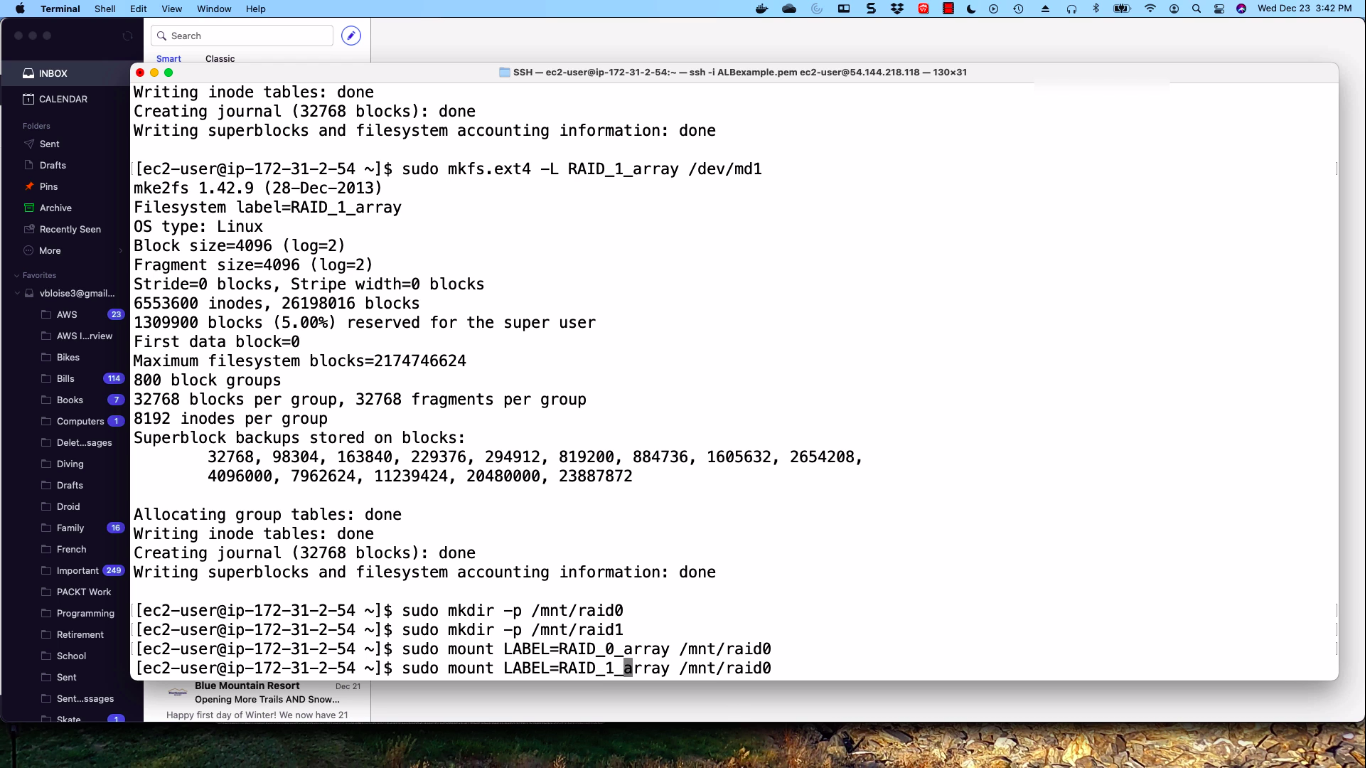 Terminal Shell Edit View Window Help Wed Dec 23 3:42 PM
Search
Smart Classic
INBOX
CALENDAR
Folders
Sent
Drafts
Pins
Archive
Recently Seen
More
Favorites
vbloise3@gmail...
AWS 23
AWS I...rview
Bikes
Bills 114
Books 7
Computers 1
Delet...sages
Diving
Drafts
Droid
Family 16
French
Important 249
PACKT Work
Programming
Retirement
School
Sent
Sent...ssages
Skate 1
SSH — ec2-user@ip-172-31-2-54:~ — ssh -i ALBexample.pem ec2-user@54.144.218.118 — 130×31
Writing inode tables: done
Creating journal (32768 blocks): done
Writing superblocks and filesystem accounting information: done
[ec2-user@ip-172-31-2-54 ~]$ sudo mkfs.ext4 -L RAID_1_array /dev/md1
mke2fs 1.42.9 (28-Dec-2013)
Filesystem label=RAID_1_array
OS type: Linux
Block size=4096 (log=2)
Fragment size=4096 (log=2)
Stride=0 blocks, Stripe width=0 blocks
6553600 inodes, 26198016 blocks
1309900 blocks (5.00%) reserved for the super user
First data block=0
Maximum filesystem blocks=2174746624
800 block groups
32768 blocks per group, 32768 fragments per group
8192 inodes per group
Superblock backups stored on blocks:
32768, 98304, 163840, 229376, 294912, 819200, 884736, 1605632, 2654208,
4096000, 7962624, 11239424, 20480000, 23887872
Allocating group tables: done
Writing inode tables: done
Creating journal (32768 blocks): done
Writing superblocks and filesystem accounting information: done
[ec2-user@ip-172-31-2-54 ~]$ sudo mkdir -p /mnt/raid0
[ec2-user@ip-172-31-2-54 ~]$ sudo mkdir -p /mnt/raid1
[ec2-user@ip-172-31-2-54 ~]$ sudo mount LABEL=RAID_0_array /mnt/raid0
[ec2-user@ip-172-31-2-54 ~]$ sudo mount LABEL=RAID_1_array /mnt/raid0
Blue Mountain Resort Dec 21
Opening More Trails AND Snow...
Happy first day of Winter! We now have 21